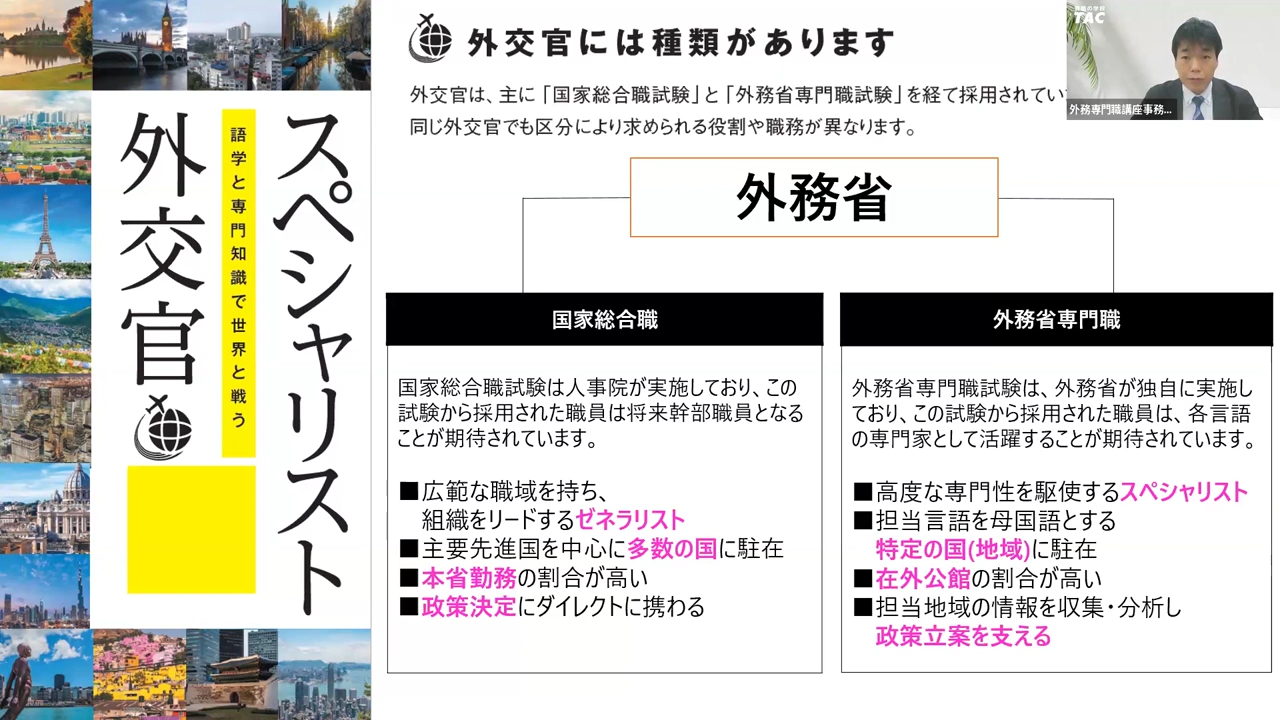 スペシャリスト
語学と専門知識で世界と戦う
外交官
外交官には種類があります
外交官は、主に「国家総合職試験」と「外務省専門職試験」を経て採用されてい
同じ外交官でも区分により求められる役割や職務が異なります。
TAC
外務専門職講座事務...
外務省
国家総合職
国家総合職試験は人事院が実施しており、この
試験から採用された職員は将来幹部職員となる
ことが期待されています。
■広範な職域を持ち、
組織をリードするゼネラリスト
■主要先進国を中心に多数の国に駐在
■本省勤務の割合が高い
■政策決定にダイレクトに携わる
外務省専門職
外務省専門職試験は、外務省が独自に実施し
ており、この試験から採用された職員は、各言語
の専門家として活躍することが期待されています。
■高度な専門性を駆使するスペシャリスト
■担当言語を母国語とする
特定の国(地域)に駐在
■在外公館の割合が高い
■担当地域の情報を収集・分析し
政策立案を支える